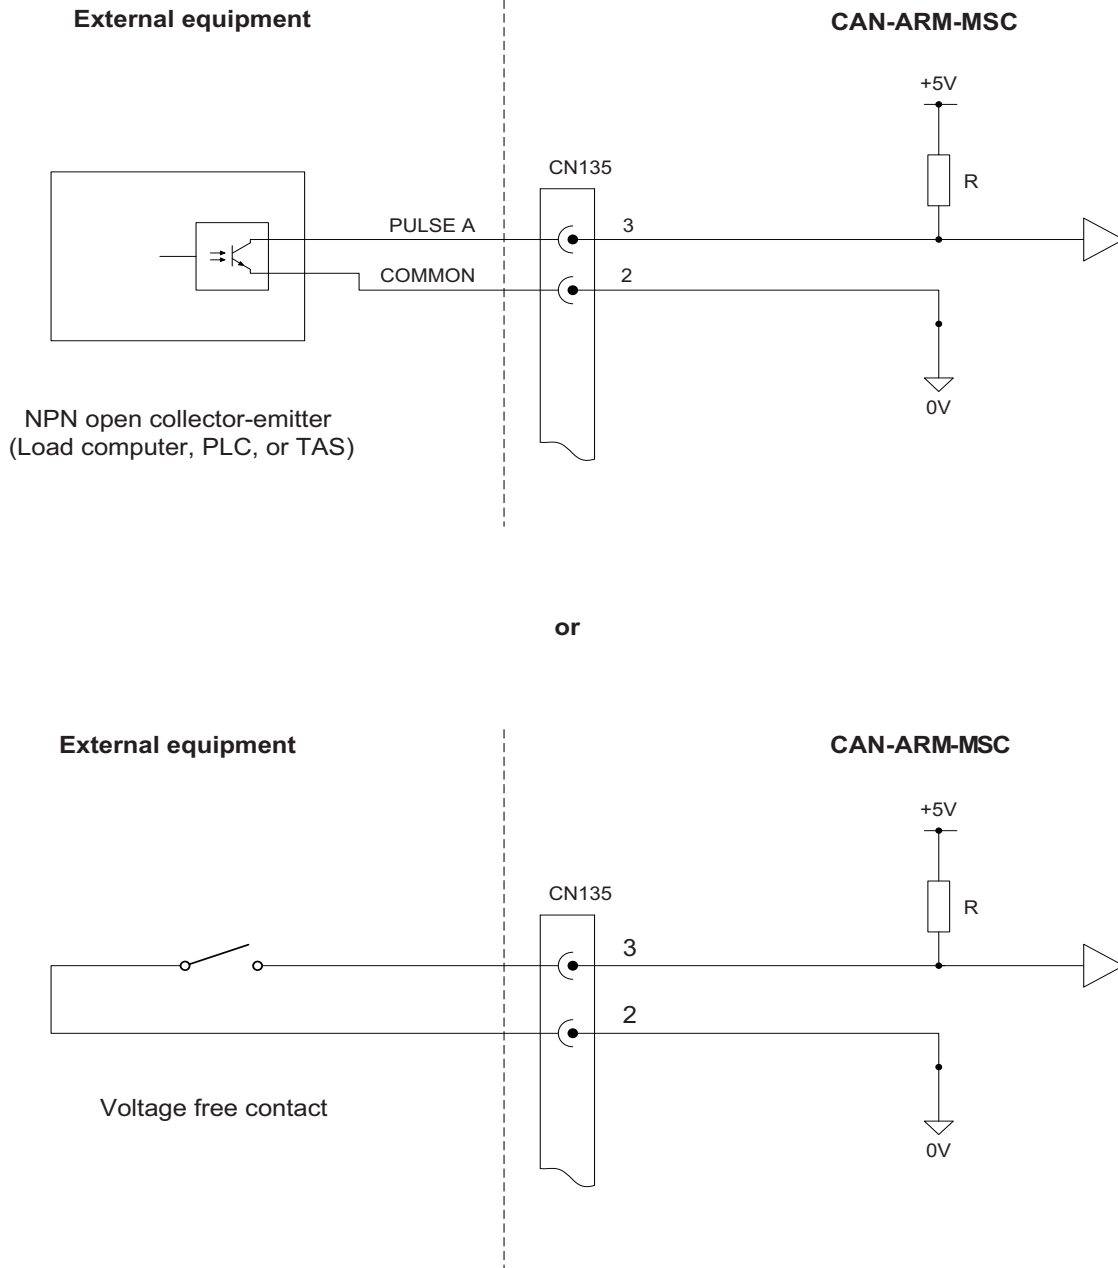 External equipment
CAN-ARM-MSC
+5V
CN135
R
PULSE A
3
COMMON
2
0V
NPN open collector-emitter
(Load computer, PLC, or TAS)
or
External equipment
CAN-ARM-MSC
+5V
CN135
R
3
2
Voltage free contact
0V